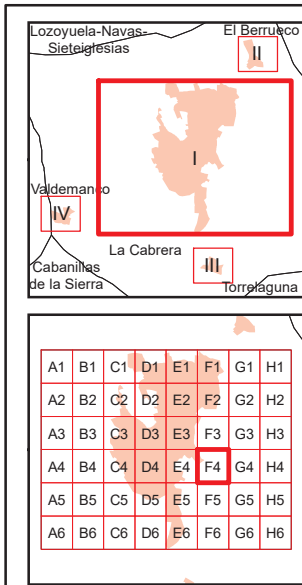 Lozoyuela-Navas-
Sieteiglesias
El Berrueco
II
I
Valdemanco
IV
La Cabrera
III
Cabanillas
de la Sierra
Torrelaguna
A1 B1 C1 D1 E1 F1 G1 H1
A2 B2 C2 D2 E2 F2 G2 H2
A3 B3 C3 D3 E3 F3 G3 H3
A4 B4 C4 D4 E4 F4 G4 H4
A5 B5 C5 D5 E5 F5 G5 H5
A6 B6 C6 D6 E6 F6 G6 H6